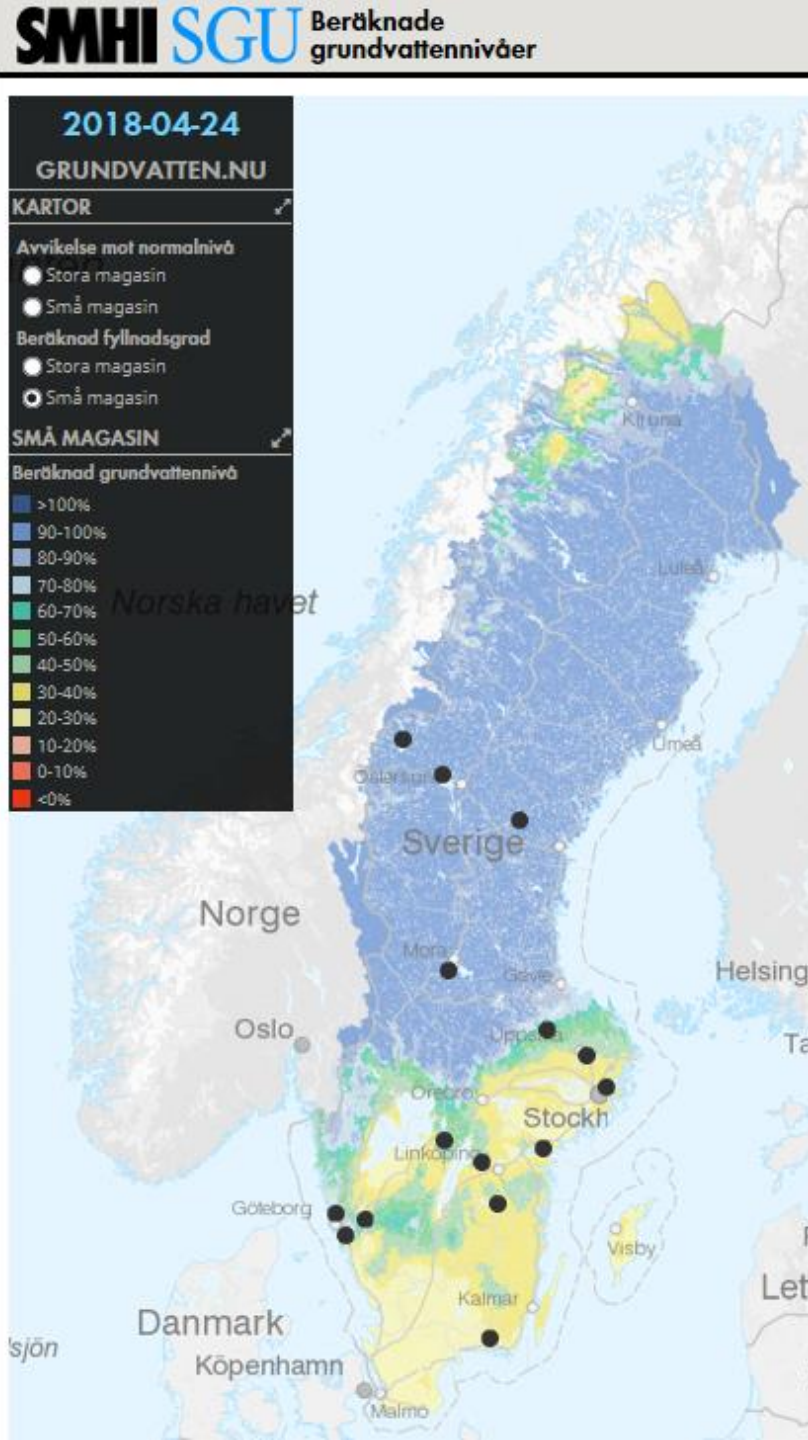 SMHI SGU Beräknade
grundvattennivåer
2018-04-24
GRUNDVATTEN.NU
KARTOR
Avvikelse mot normalnivå
Stora magasin
Små magasin
Beräknad fyllnadsgrad
Stora magasin
Små magasin
SMÅ MAGASIN
Beräknad grundvattennivå
>100%
90-100%
80-90%
70-80%
60-70%
50-60%
40-50%
30-40%
20-30%
10-20%
0-10%
<0%
Kiruna
Luleå
Norska havet
Umeå
Östersund
Sverige
Norge
Mora
Gävle
Helsing
Oslo
Uppsala
Ta
Örebro
Stockh
Linköping
Göteborg
Visby
Kalmar
Let
Danmark
sjön
Köpenhamn
Malmö